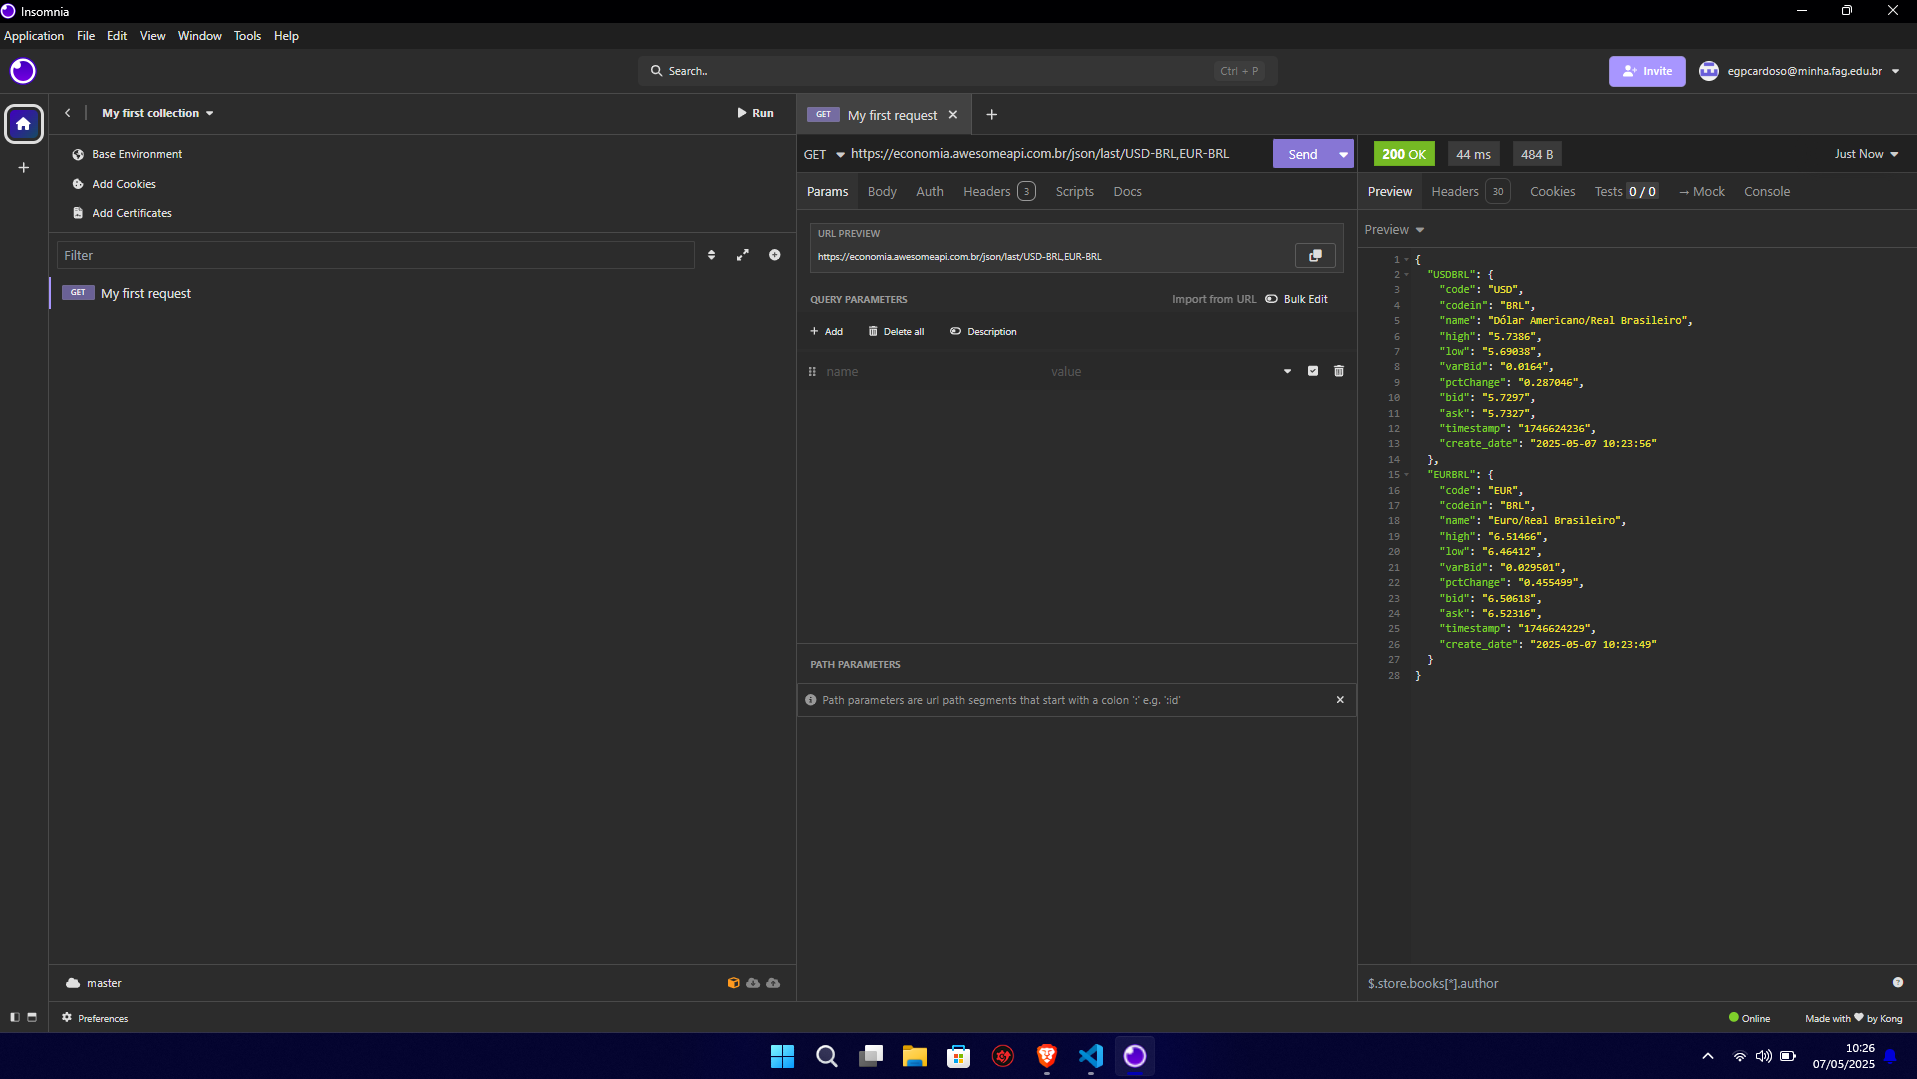 Insomnia
Application File Edit View Window Tools Help
Search.. Ctrl + P
Invite egpcardoso@minha.fag.edu.br
My first collection Run
Base Environment
Add Cookies
Add Certificates
Filter
GET My first request
master
Preferences
GET My first request
GET https://economia.awesomeapi.com.br/json/last/USD-BRL,EUR-BRL Send
Params Body Auth Headers 3 Scripts Docs
URL PREVIEW
https://economia.awesomeapi.com.br/json/last/USD-BRL,EUR-BRL
QUERY PARAMETERS Import from URL Bulk Edit
+ Add Delete all Description
name value
PATH PARAMETERS
Path parameters are url path segments that start with a colon ':' e.g. ':id'
200 OK 44 ms 484 B Just Now
Preview Headers 30 Cookies Tests 0 / 0 → Mock Console
Preview
1 {
2 "USDBRL": {
3 "code": "USD",
4 "codein": "BRL",
5 "name": "Dólar Americano/Real Brasileiro",
6 "high": "5.7386",
7 "low": "5.69038",
8 "varBid": "0.0164",
9 "pctChange": "0.287046",
10 "bid": "5.7297",
11 "ask": "5.7327",
12 "timestamp": "1746624236",
13 "create_date": "2025-05-07 10:23:56"
14 },
15 "EURBRL": {
16 "code": "EUR",
17 "codein": "BRL",
18 "name": "Euro/Real Brasileiro",
19 "high": "6.51466",
20 "low": "6.46412",
21 "varBid": "0.029501",
22 "pctChange": "0.455499",
23 "bid": "6.50618",
24 "ask": "6.52316",
25 "timestamp": "1746624229",
26 "create_date": "2025-05-07 10:23:49"
27 }
28 }
$.store.books[*].author
Online Made with by Kong
10:26
07/05/2025